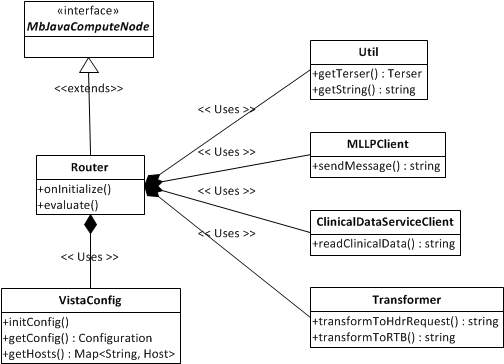 «interface»
MbJavaComputeNode
<<extends>>
Router
+onInitialize()
+evaluate()
<< Uses >>
VistaConfig
+initConfig()
+getConfig() : Configuration
+getHosts() : Map<String, Host>
<< Uses >>
Util
+getTerser() : Terser
+getString() : string
<< Uses >>
MLLPClient
+sendMessage() : string
<< Uses >>
ClinicalDataServiceClient
+readClinicalData() : string
<< Uses >>
Transformer
+transformToHdrRequest() : string
+transformToRTB() : string